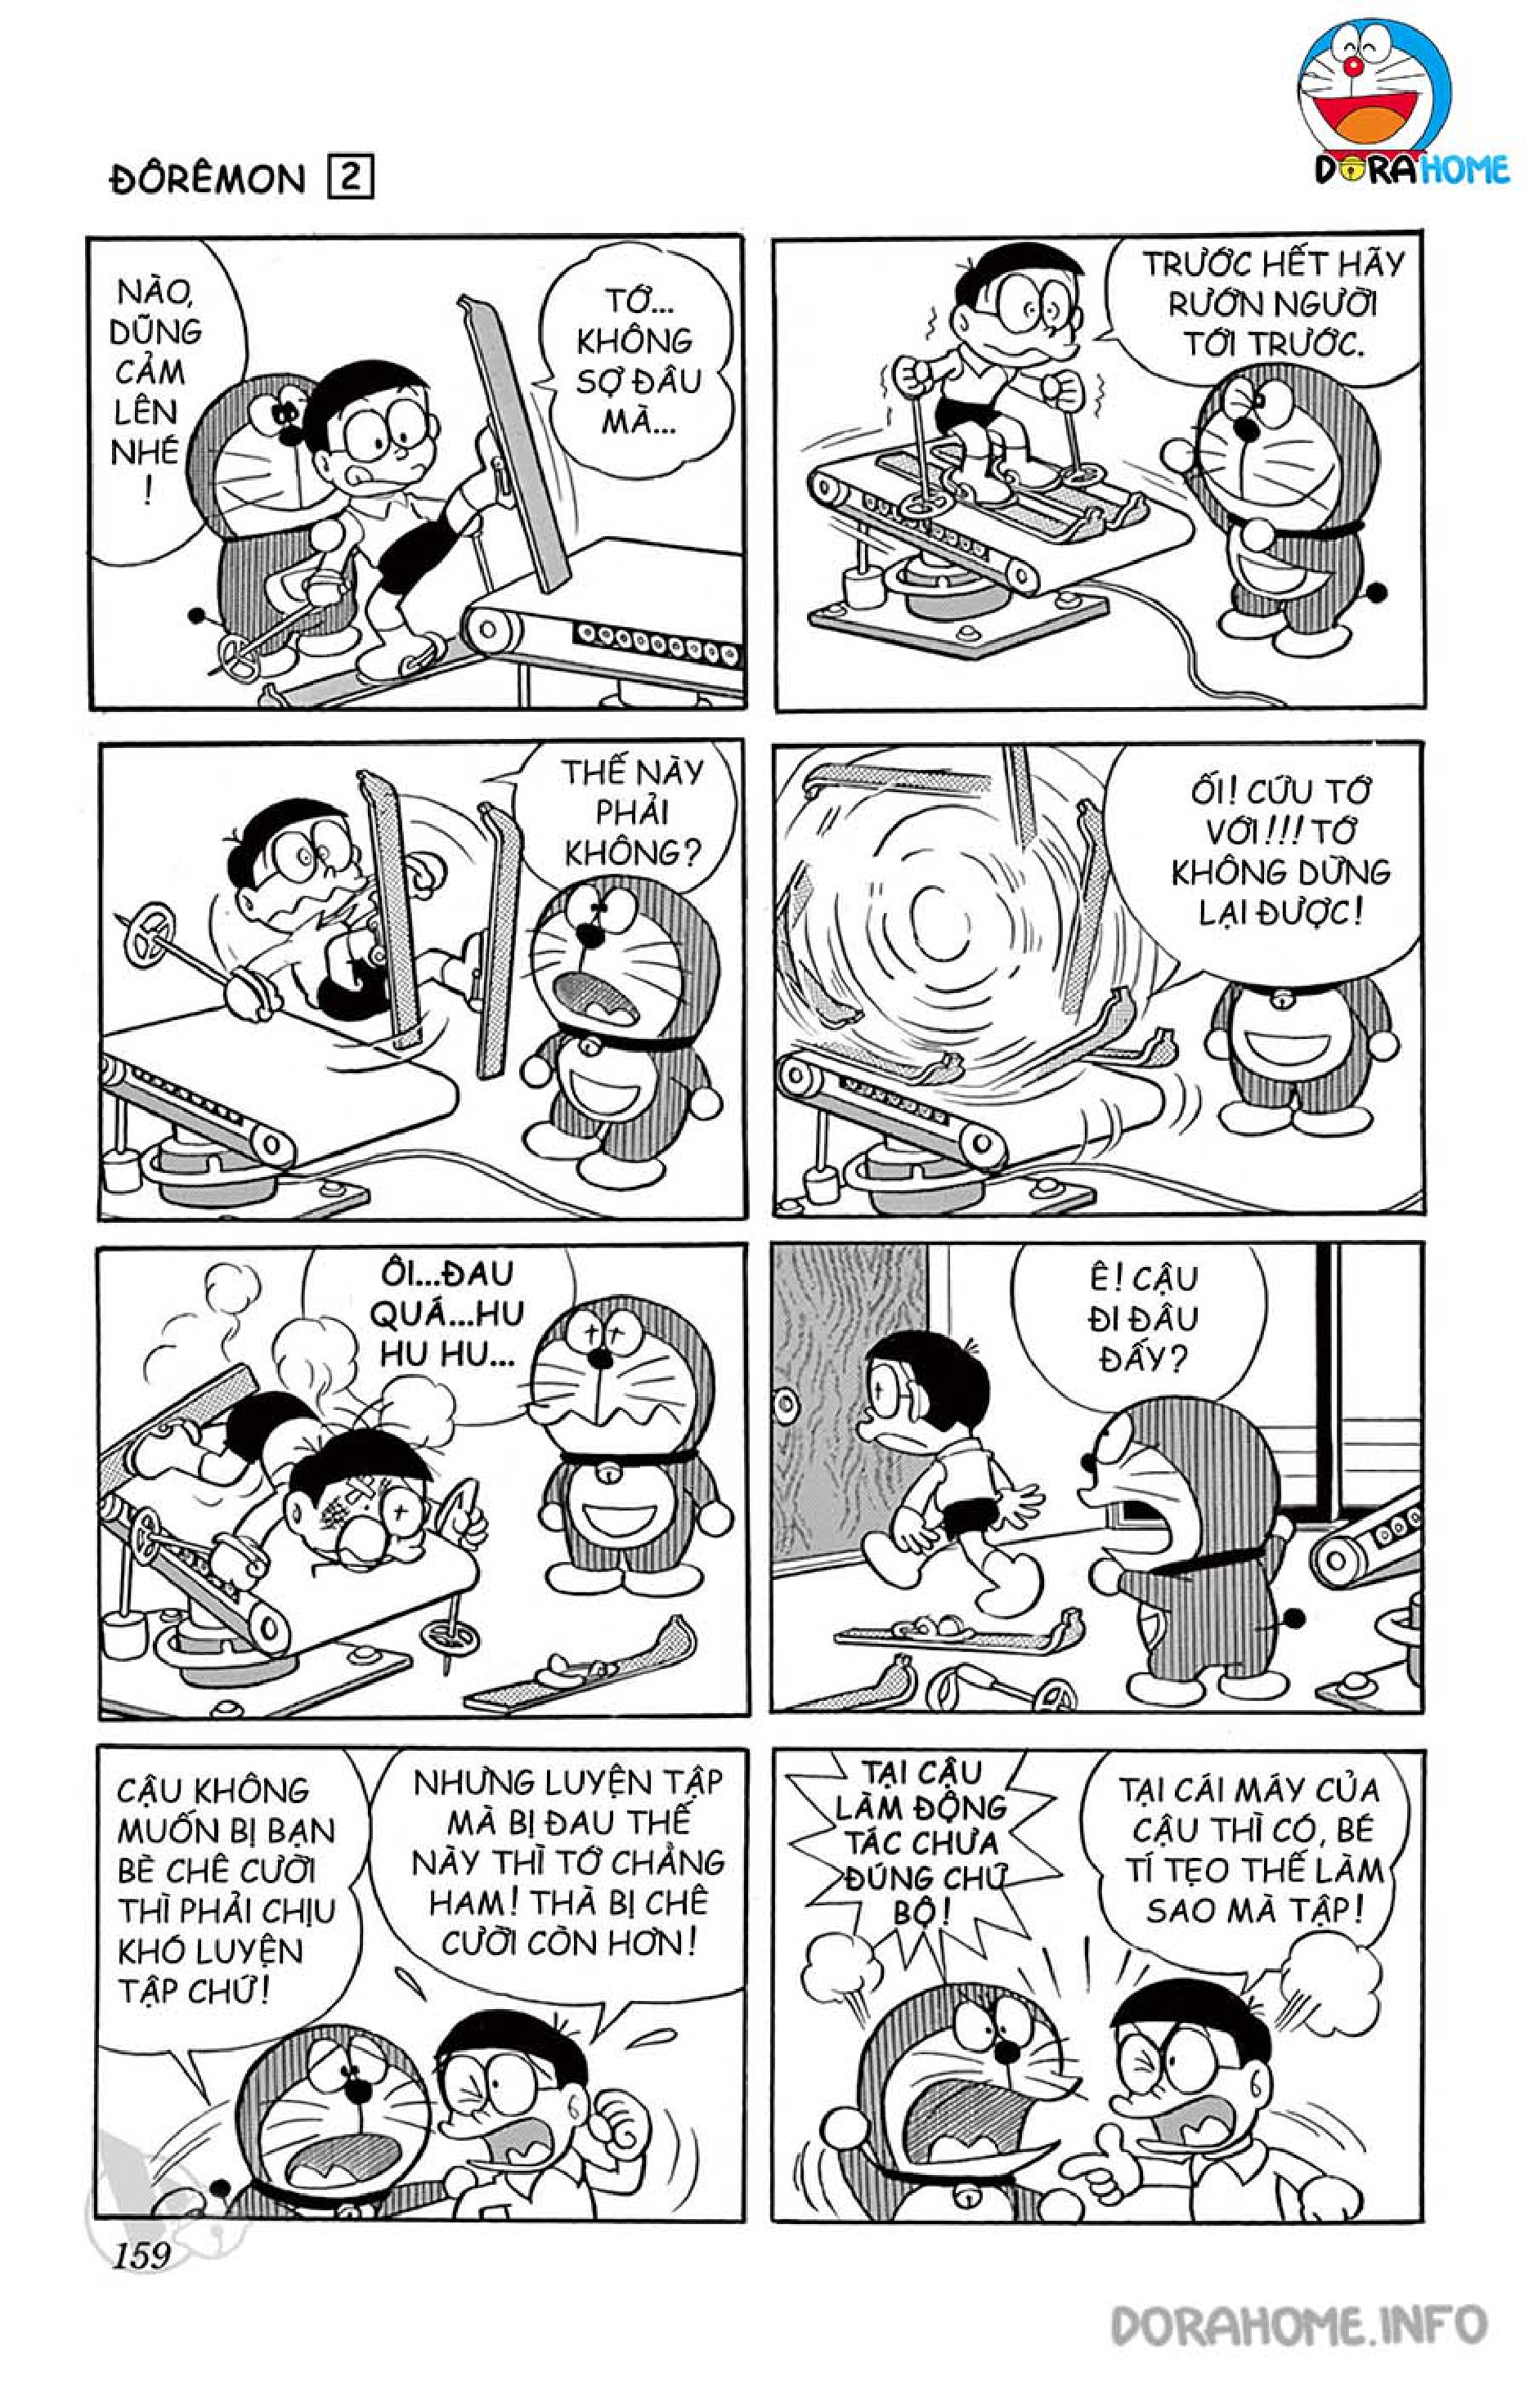 DORAHOME
ĐÔRÊMON 2
NÀO,
DŨNG
CẢM
LÊN
NHÉ
!
TỚ...
KHÔNG
SỢ ĐÂU
MÀ...
TRƯỚC HẾT HÃY
RƯỚN NGƯỜI
TỚI TRƯỚC.
THẾ NÀY
PHẢI
KHÔNG?
ỐI! CỨU TỚ
VỚI!!! TỚ
KHÔNG DỪNG
LẠI ĐƯỢC!
ÔI...ĐAU
QUÁ...HU
HU HU...
Ê! CẬU
ĐI ĐÂU
ĐẤY?
CẬU KHÔNG
MUỐN BỊ BẠN
BÈ CHÊ CƯỜI
THÌ PHẢI CHỊU
KHÓ LUYỆN
TẬP CHỨ!
NHƯNG LUYỆN TẬP
MÀ BỊ ĐAU THẾ
NÀY THÌ TỚ CHẲNG
HAM! THÀ BỊ CHÊ
CƯỜI CÒN HƠN!
TẠI CẬU
LÀM ĐỘNG
TÁC CHƯA
ĐÚNG CHỨ
BỘ!
TẠI CÁI MÁY CỦA
CẬU THÌ CÓ, BÉ
TÍ TẸO THẾ LÀM
SAO MÀ TẬP!
159
DORAHOME.INFO